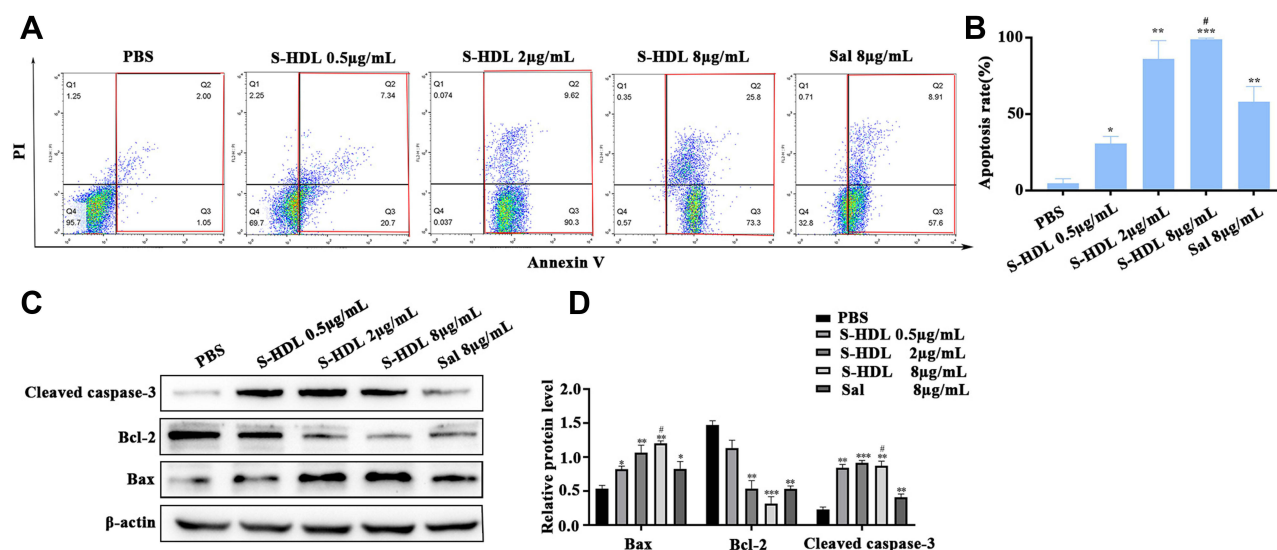 A
PBS
S-HDL 0.5µg/mL
S-HDL 2µg/mL
S-HDL 8µg/mL
Sal 8µg/mL
PI
Q1
1.25
Q2
2.00
Q4
95.7
Q3
1.05
Q1
2.25
Q2
7.34
Q4
69.7
Q3
20.7
Q1
0.074
Q2
9.62
Q4
0.037
Q3
90.3
Q1
0.35
Q2
25.8
Q4
0.57
Q3
73.3
Q1
0.71
Q2
8.91
Q4
32.8
Q3
57.6
Annexin V
B
Apoptosis rate(%)
100
50
0
*
**
#
***
**
PBS
S-HDL 0.5µg/mL
S-HDL 2µg/mL
S-HDL 8µg/mL
Sal 8µg/mL
C
PBS
S-HDL 0.5µg/mL
S-HDL 2µg/mL
S-HDL 8µg/mL
Sal 8µg/mL
Cleaved caspase-3
Bcl-2
Bax
β-actin
D
PBS
S-HDL 0.5µg/mL
S-HDL 2µg/mL
S-HDL 8µg/mL
Sal 8µg/mL
Relative protein level
2.0
1.5
1.0
0.5
0.0
*
**
#
**
*
**
***
**
**
***
#
**
**
Bax
Bcl-2
Cleaved caspase-3